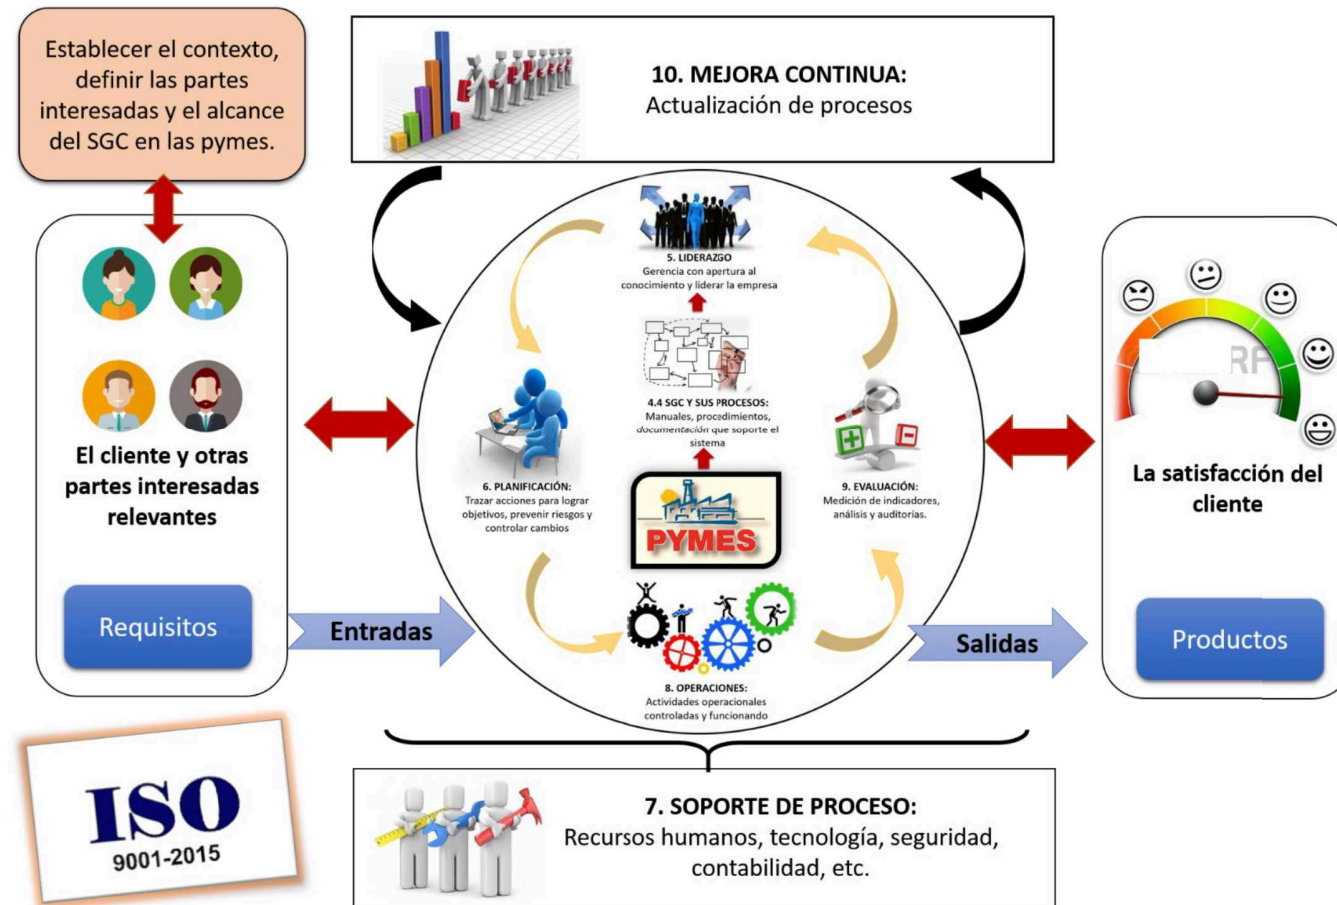 Establecer el contexto,
definir las partes
interesadas y el alcance
del SGC en las pymes.
10. MEJORA CONTINUA:
Actualización de procesos
El cliente y otras
partes interesadas
relevantes
Requisitos
Entradas
5. LIDERAZGO
Gerencia con apertura al
conocimiento y liderar la empresa
4.4 SGC Y SUS PROCESOS:
Manuales, procedimientos,
documentación que soporte el
sistema
PYMES
6. PLANIFICACIÓN:
Trazar acciones para lograr
objetivos, prevenir riesgos y
controlar cambios
9. EVALUACIÓN:
Medición de indicadores,
análisis y auditorías.
8. OPERACIONES:
Actividades operacionales
controladas y funcionando
Salidas
La satisfacción del
cliente
Productos
ISO
9001-2015
7. SOPORTE DE PROCESO:
Recursos humanos, tecnología, seguridad,
contabilidad, etc.